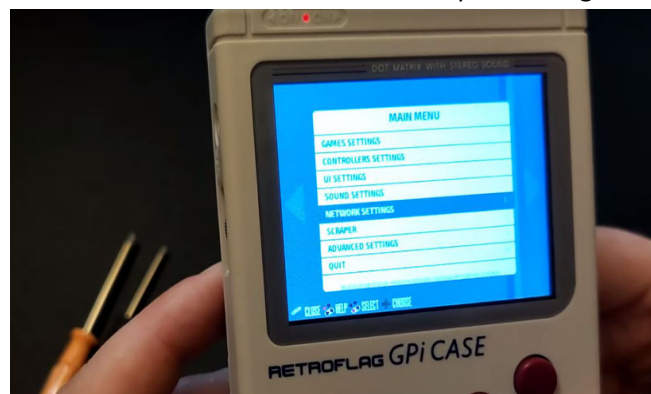 DOT MATRIX WITH STEREO SOUND
MAIN MENU
GAMES SETTINGS
CONTROLLERS SETTINGS
UI SETTINGS
SOUND SETTINGS
NETWORK SETTINGS
SCRAPER
ADVANCED SETTINGS
QUIT
CLOSE HELP SELECT CHOOSE
RETROFLAG GPi CASE